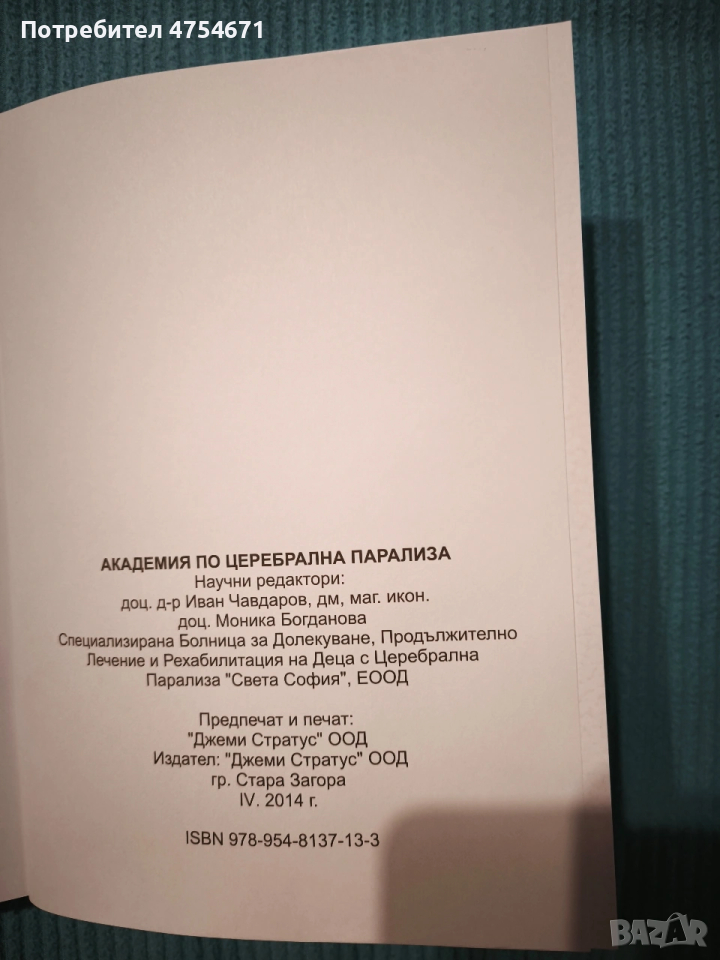 Потребител 4754671
АКАДЕМИЯ ПО ЦЕРЕБРАЛНА ПАРАЛИЗА
Научни редактори:
доц. д-р Иван Чавдаров, дм, маг. икон.
доц. Моника Богданова
Специализирана Болница за Долекуване, Продължително
Лечение и Рехабилитация на Деца с Церебрална
Парализа "Света София", ЕООД
Предпечат и печат:
"Джеми Стратус" ООД
Издател: "Джеми Стратус" ООД
гр. Стара Загора
IV. 2014 г.
ISBN 978-954-8137-13-3
BAZAR